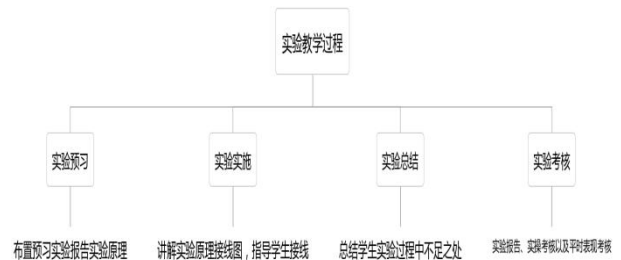 实验教学过程
实验预习
实验实施
实验总结
实验考核
布置预习实验报告实验原理
讲解实验原理接线图，指导学生接线
总结学生实验过程中不足之处
实验报告、实操考核以及平时表现考核